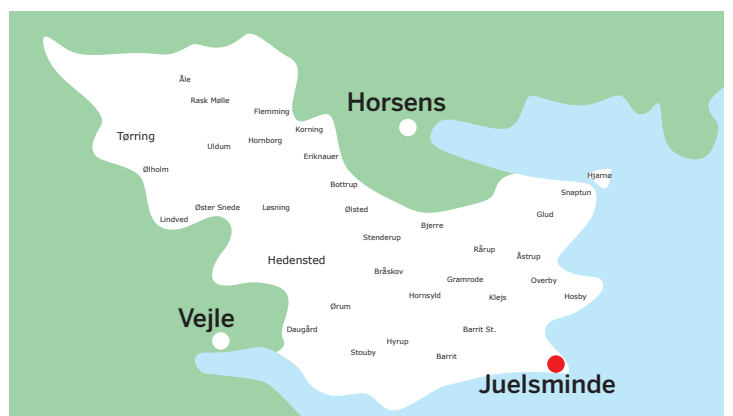 Åle
Rask Mølle
Horsens
Flemming
Korning
Tørring
Hornborg
Uldum
Eriknauer
Ølholm
Hjarnø
Bottrup
Snaptun
Øster Snede
Løsning
Ølsted
Glud
Lindved
Bjerre
Stenderup
Rårup
Åstrup
Hedensted
Bråskov
Gramrode
Overby
Hornsyld
Klejs
Hosby
Ørum
Vejle
Daugård
Barrit St.
Hyrup
Stouby
Barrit
Juelsminde